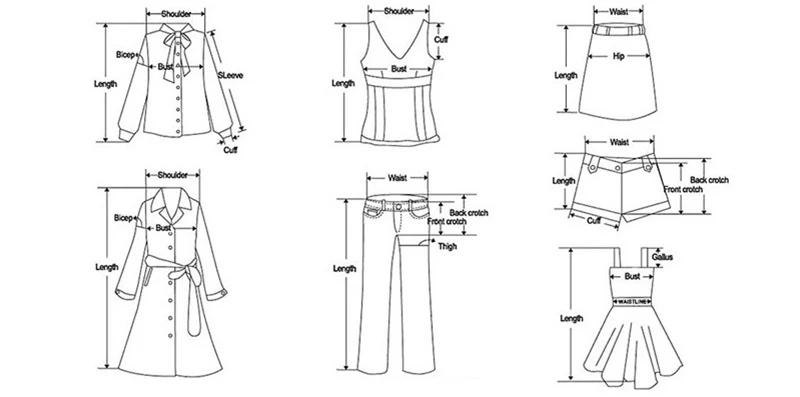 Shoulder
Bicep
Bust
Length
SLeeve
Cuff
Shoulder
Cuff
Bust
Length
Waist
Hip
Length
Waist
Length
Back crotch
Front crotch
Cuff
Shoulder
Bicep
Bust
Length
Waist
Back crotch
Front crotch
Thigh
Length
Gallus
Bust
WAISTLINE
Length